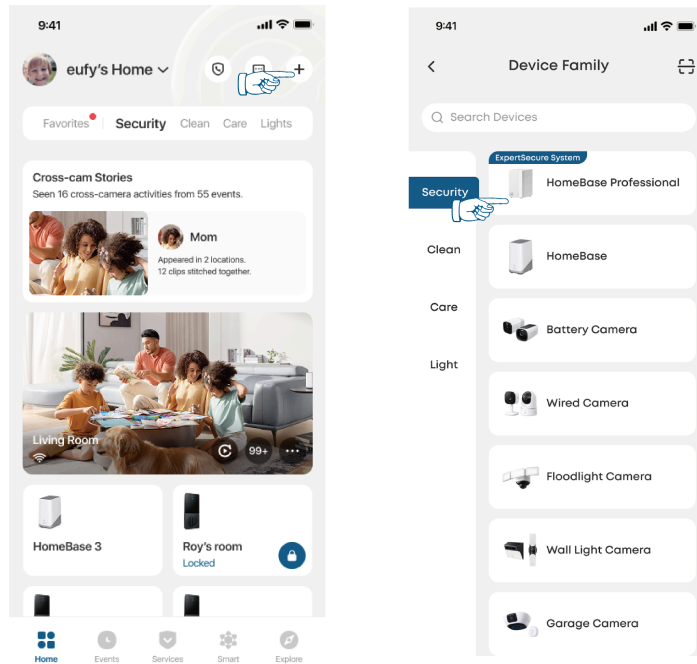 9:41
eufy's Home
Favorites Security Clean Care Lights
Cross-cam Stories
Seen 16 cross-camera activities from 55 events.
Mom
Appeared in 2 locations.
12 clips stitched together.
Living Room
99+
HomeBase 3
Roy's room
Locked
Home Events Services Smart Explore
9:41
Device Family
Search Devices
Security
Clean
Care
Light
ExpertSecure System
HomeBase Professional
HomeBase
Battery Camera
Wired Camera
Floodlight Camera
Wall Light Camera
Garage Camera